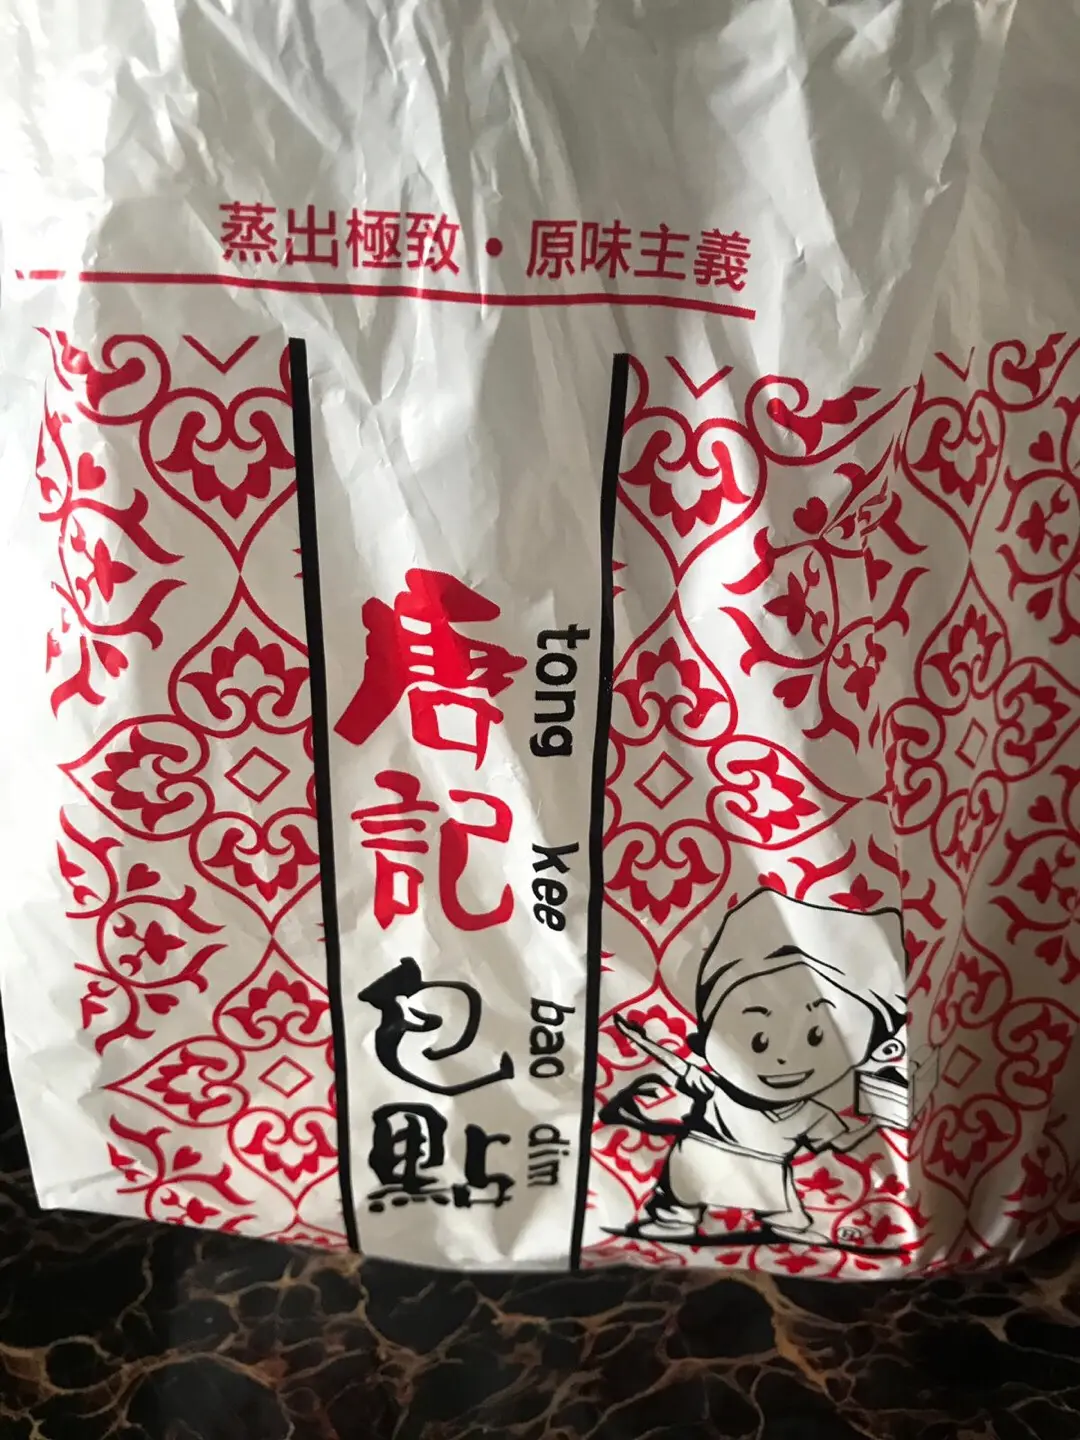 蒸出極致・原味主義
唐記包點
tong kee bao dim
®